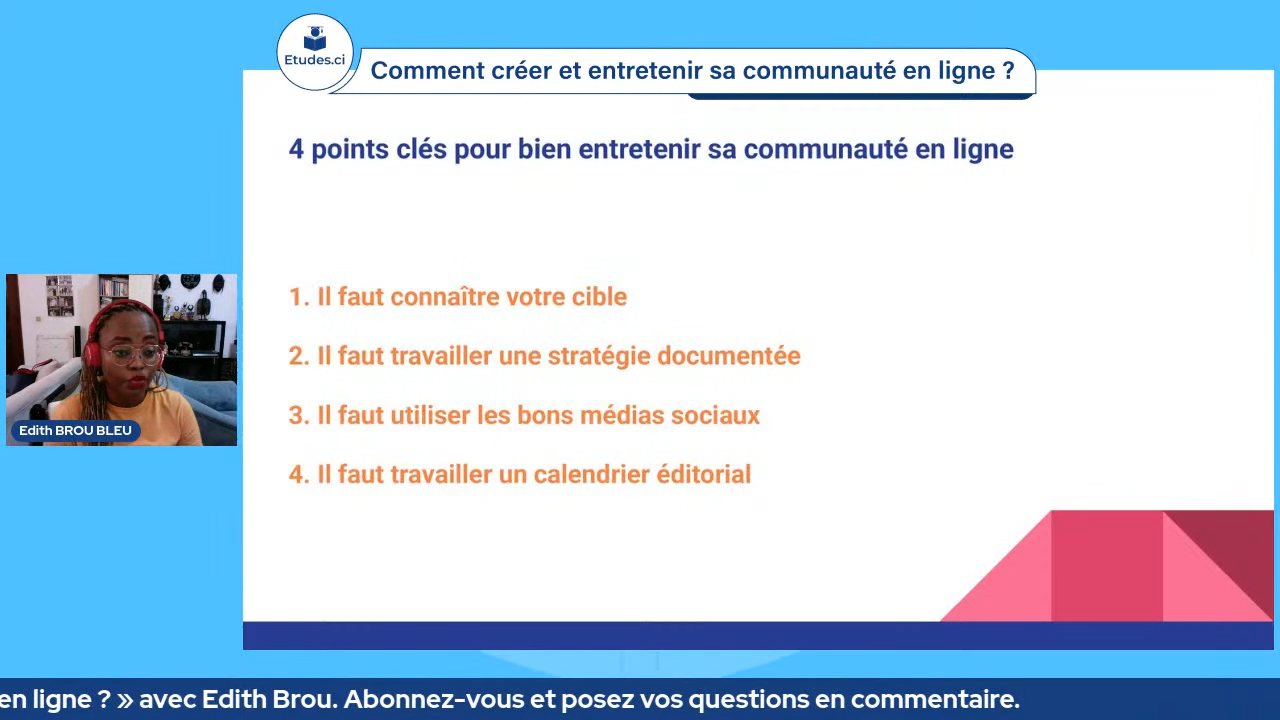 Etudes.ci
Comment créer et entretenir sa communauté en ligne ?
4 points clés pour bien entretenir sa communauté en ligne
1. Il faut connaître votre cible
2. Il faut travailler une stratégie documentée
3. Il faut utiliser les bons médias sociaux
4. Il faut travailler un calendrier éditorial
Edith BROU BLEU
en ligne ? » avec Edith Brou. Abonnez-vous et posez vos questions en commentaire.